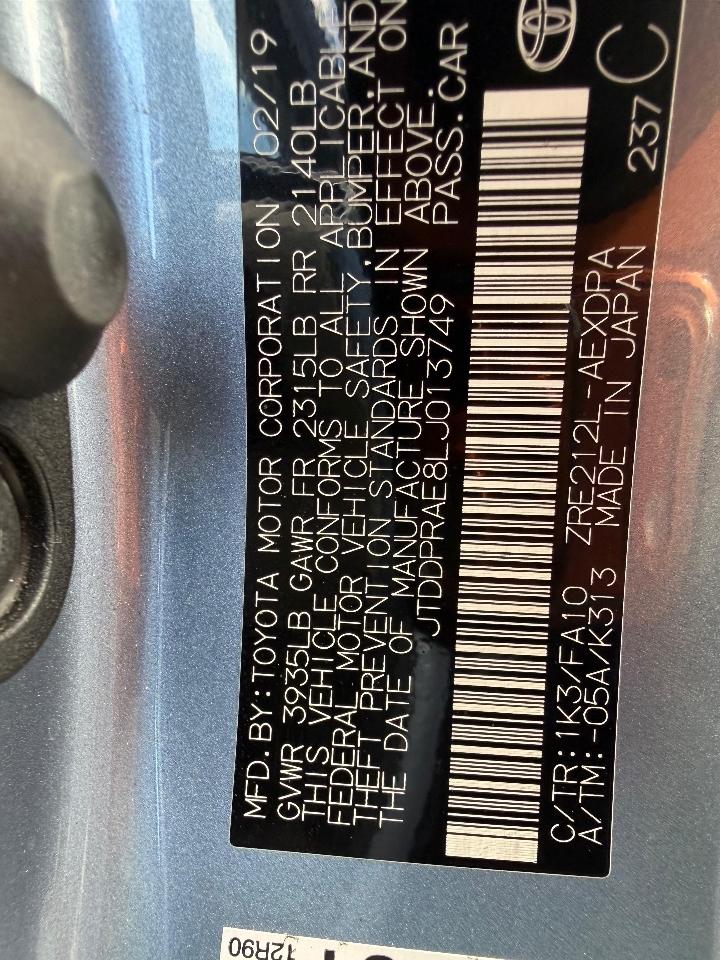 MFD. BY: TOYOTA MOTOR CORPORATION 02/19
GVWR 3935LB GAWR FR 2315LB RR 2140LB
THIS VEHICLE CONFORMS TO ALL APPLICABLE
FEDERAL MOTOR VEHICLE SAFETY, BUMPER, AND
THEFT PREVENTION STANDARDS IN EFFECT ON
THE DATE OF MANUFACTURE SHOWN ABOVE.
JTDDPRAE8LJ013749 PASS. CAR
C/TR: 1K3/FA10 ZRE212L-AEXDPA
A/TM: -05A/K313 MADE IN JAPAN
237 C
12R90